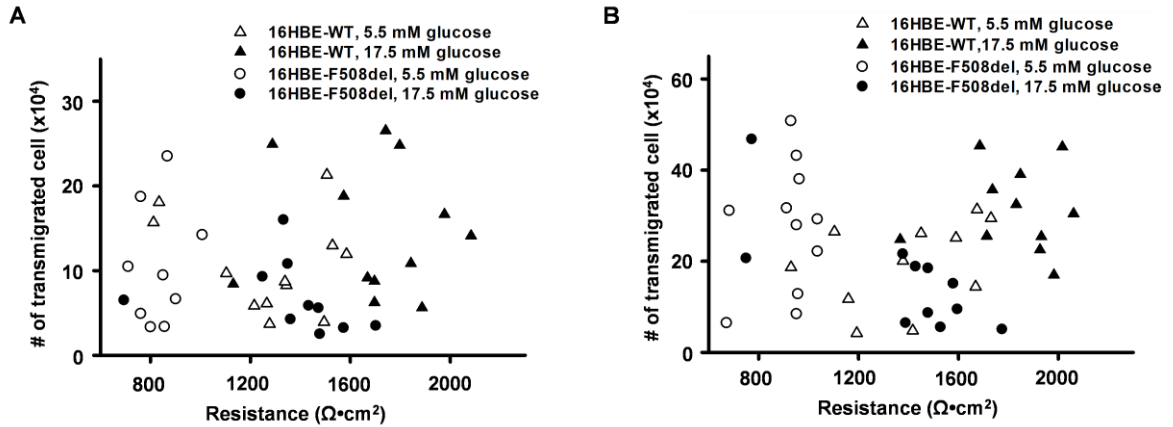 A
△ 16HBE-WT, 5.5 mM glucose
▲ 16HBE-WT, 17.5 mM glucose
○ 16HBE-F508del, 5.5 mM glucose
● 16HBE-F508del, 17.5 mM glucose
# of transmigrated cell (x10⁴)
30
20
10
0
800 1200 1600 2000
Resistance (Ω•cm²)
B
△ 16HBE-WT, 5.5 mM glucose
▲ 16HBE-WT,17.5 mM glucose
○ 16HBE-F508del, 5.5 mM glucose
● 16HBE-F508del, 17.5 mM glucose
# of transmigrated cell (x10⁴)
60
40
20
0
800 1200 1600 2000
Resistance (Ω•cm²)